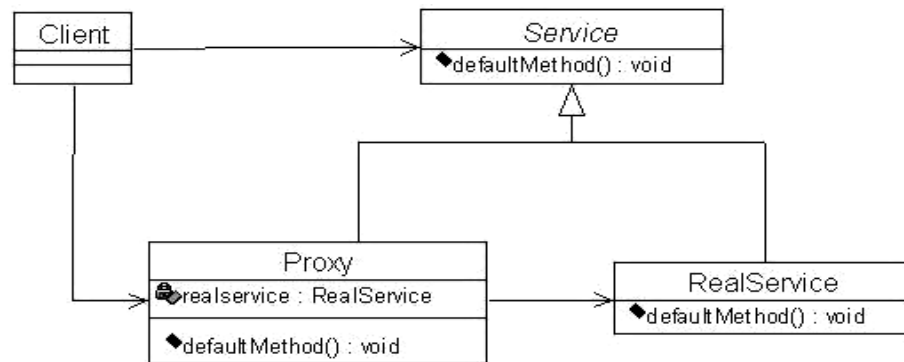 Client
Service
defaultMethod() : void
Proxy
realservice : RealService
defaultMethod() : void
RealService
defaultMethod() : void